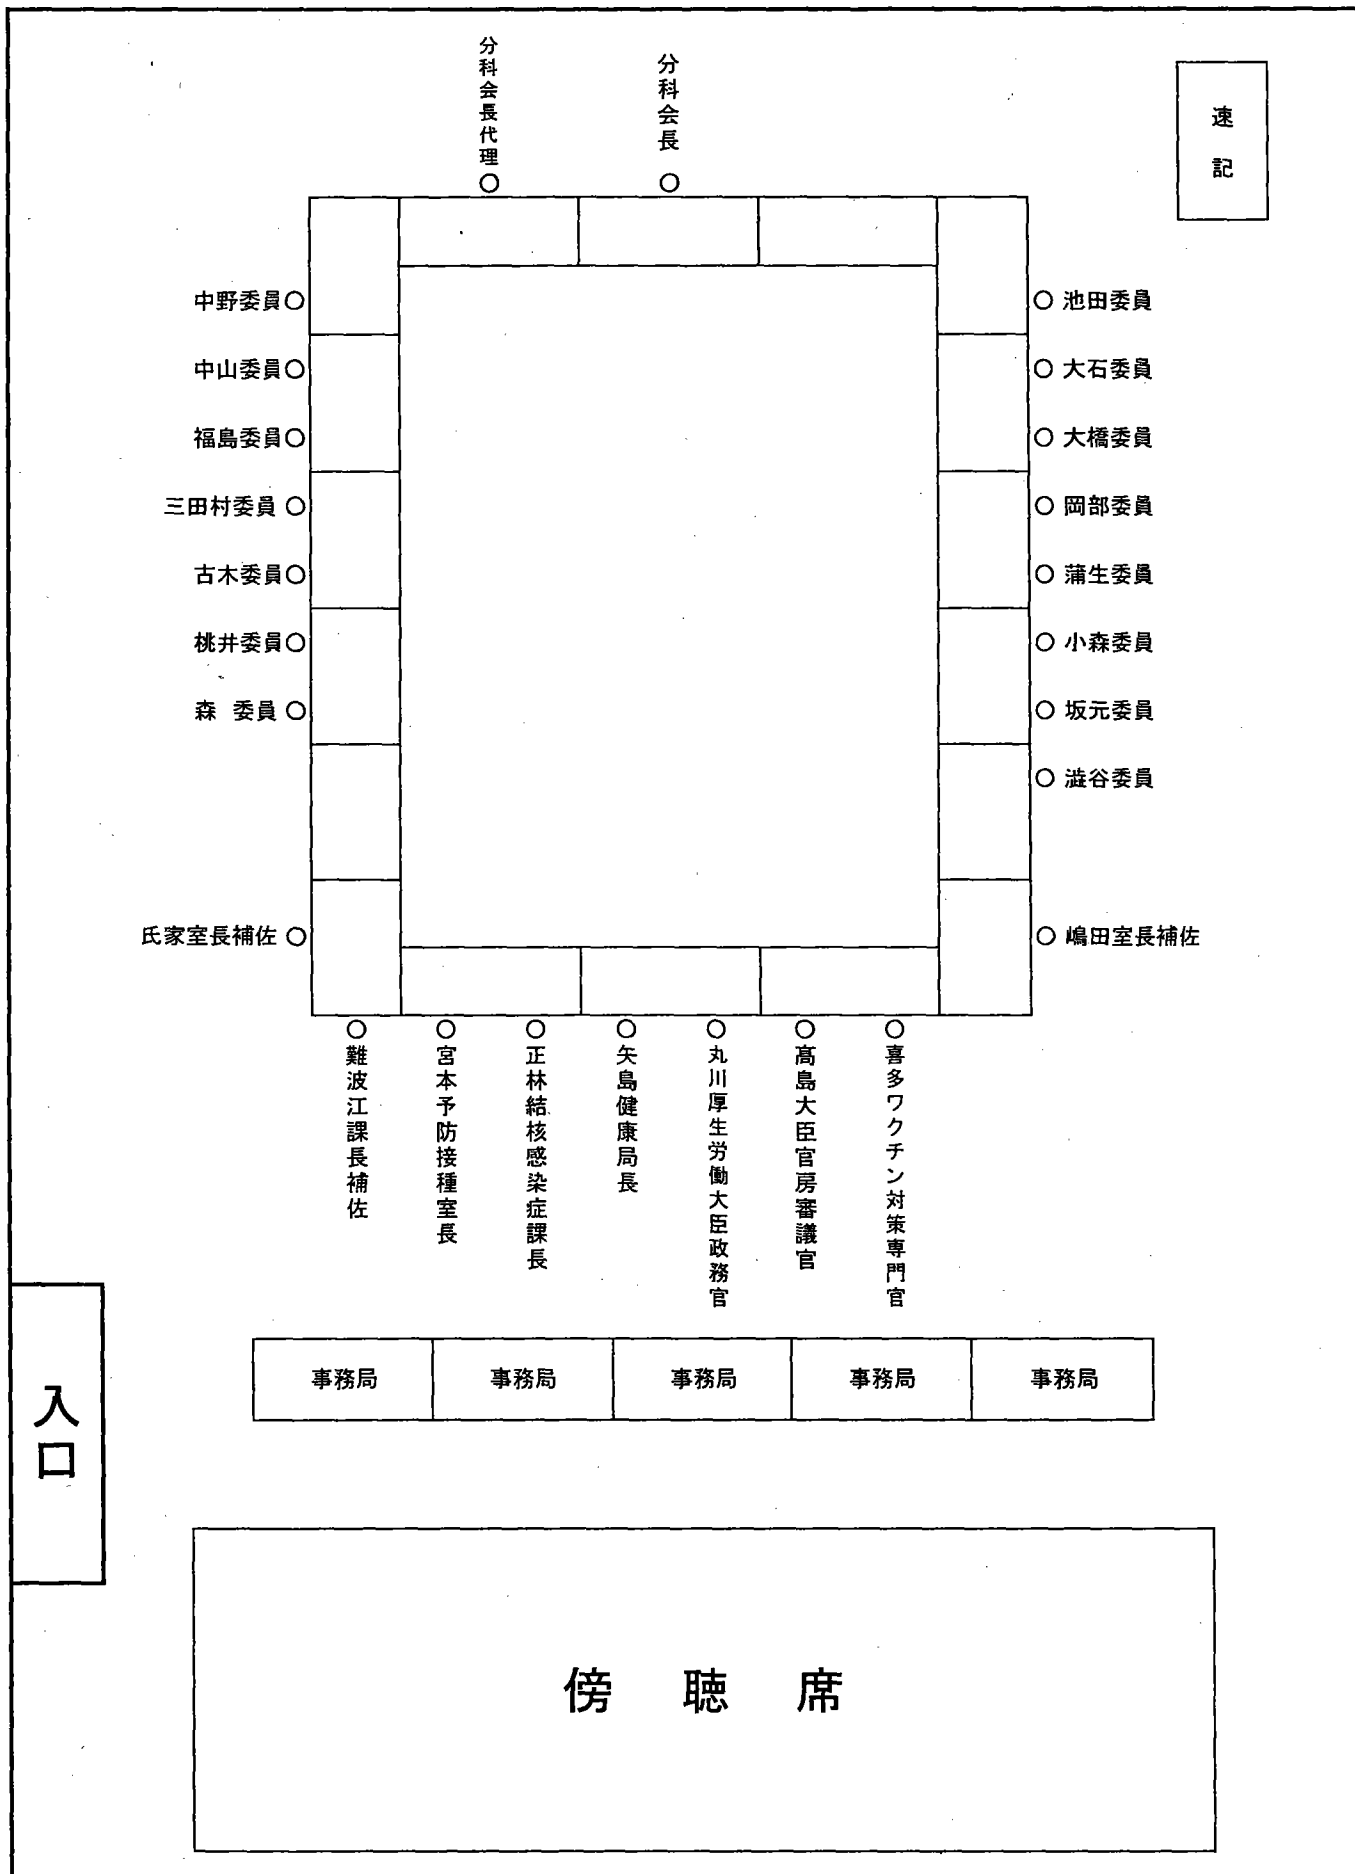 分科会長代理
分科会長
速記
中野委員
中山委員
福島委員
三田村委員
古木委員
桃井委員
森 委員
池田委員
大石委員
大橋委員
岡部委員
蒲生委員
小森委員
坂元委員
澁谷委員
氏家室長補佐
嶋田室長補佐
難波江課長補佐
宮本予防接種室長
正林結核感染症課長
矢島健康局長
丸川厚生労働大臣政務官
髙島大臣官房審議官
喜多ワクチン対策専門官
事務局
事務局
事務局
事務局
事務局
入口
傍 聴 席